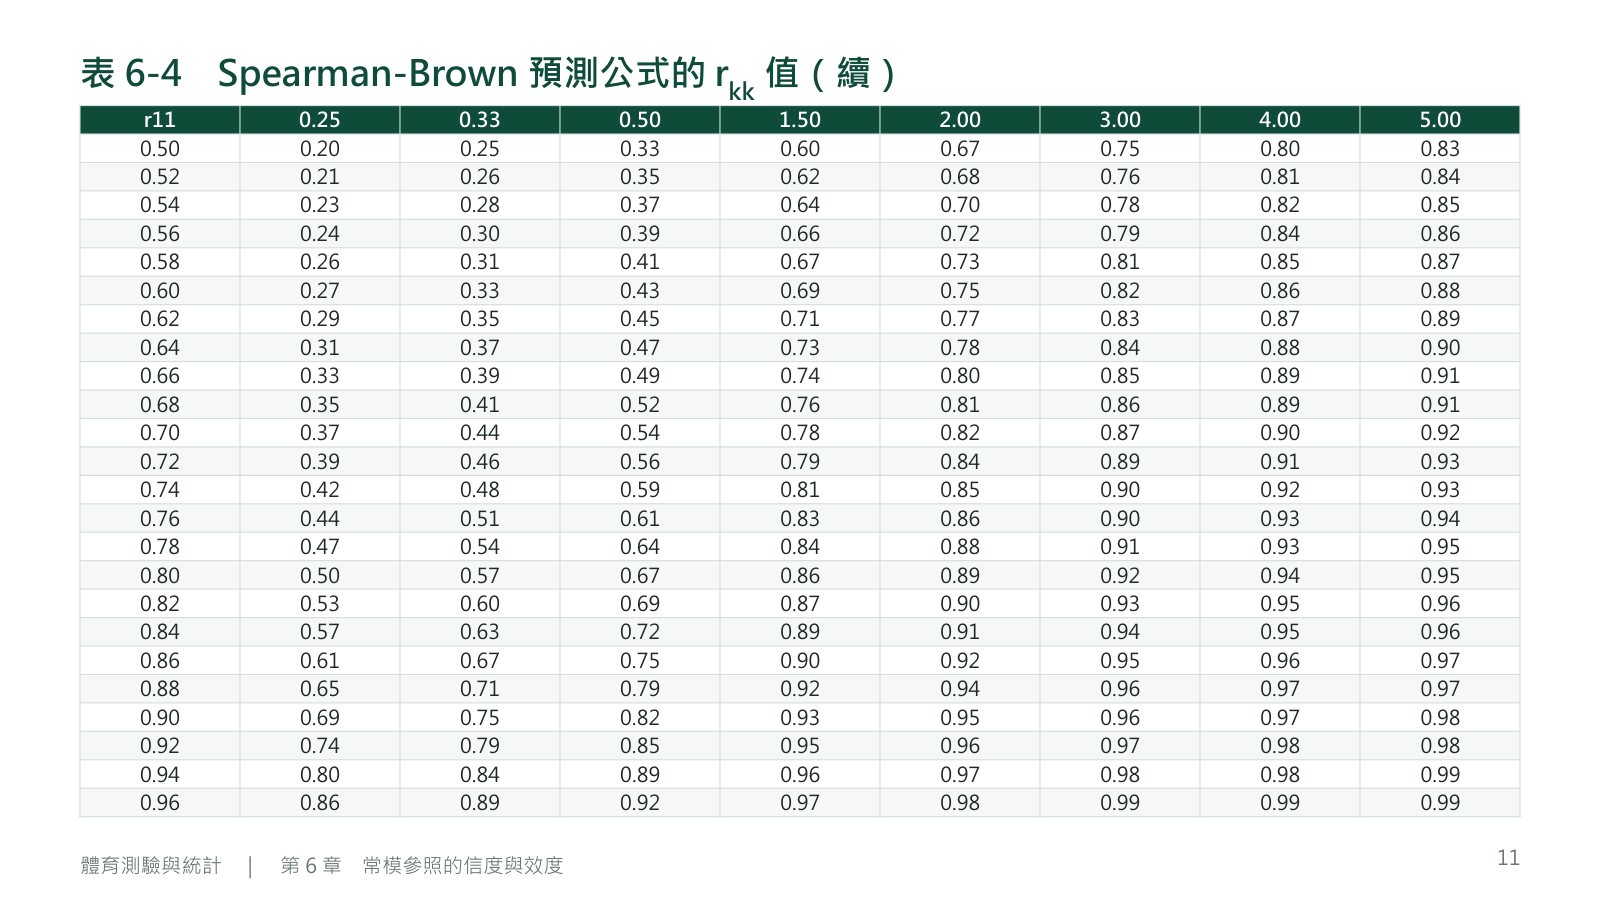 表 6-4　Spearman-Brown 預測公式的 rkk 值（續）
r11 0.25 0.33 0.50 1.50 2.00 3.00 4.00 5.00
0.50 0.20 0.25 0.33 0.60 0.67 0.75 0.80 0.83
0.52 0.21 0.26 0.35 0.62 0.68 0.76 0.81 0.84
0.54 0.23 0.28 0.37 0.64 0.70 0.78 0.82 0.85
0.56 0.24 0.30 0.39 0.66 0.72 0.79 0.84 0.86
0.58 0.26 0.31 0.41 0.67 0.73 0.81 0.85 0.87
0.60 0.27 0.33 0.43 0.69 0.75 0.82 0.86 0.88
0.62 0.29 0.35 0.45 0.71 0.77 0.83 0.87 0.89
0.64 0.31 0.37 0.47 0.73 0.78 0.84 0.88 0.90
0.66 0.33 0.39 0.49 0.74 0.80 0.85 0.89 0.91
0.68 0.35 0.41 0.52 0.76 0.81 0.86 0.89 0.91
0.70 0.37 0.44 0.54 0.78 0.82 0.87 0.90 0.92
0.72 0.39 0.46 0.56 0.79 0.84 0.89 0.91 0.93
0.74 0.42 0.48 0.59 0.81 0.85 0.90 0.92 0.93
0.76 0.44 0.51 0.61 0.83 0.86 0.90 0.93 0.94
0.78 0.47 0.54 0.64 0.84 0.88 0.91 0.93 0.95
0.80 0.50 0.57 0.67 0.86 0.89 0.92 0.94 0.95
0.82 0.53 0.60 0.69 0.87 0.90 0.93 0.95 0.96
0.84 0.57 0.63 0.72 0.89 0.91 0.94 0.95 0.96
0.86 0.61 0.67 0.75 0.90 0.92 0.95 0.96 0.97
0.88 0.65 0.71 0.79 0.92 0.94 0.96 0.97 0.97
0.90 0.69 0.75 0.82 0.93 0.95 0.96 0.97 0.98
0.92 0.74 0.79 0.85 0.95 0.96 0.97 0.98 0.98
0.94 0.80 0.84 0.89 0.96 0.97 0.98 0.98 0.99
0.96 0.86 0.89 0.92 0.97 0.98 0.99 0.99 0.99
體育測驗與統計　|　第 6 章　常模參照的信度與效度
11